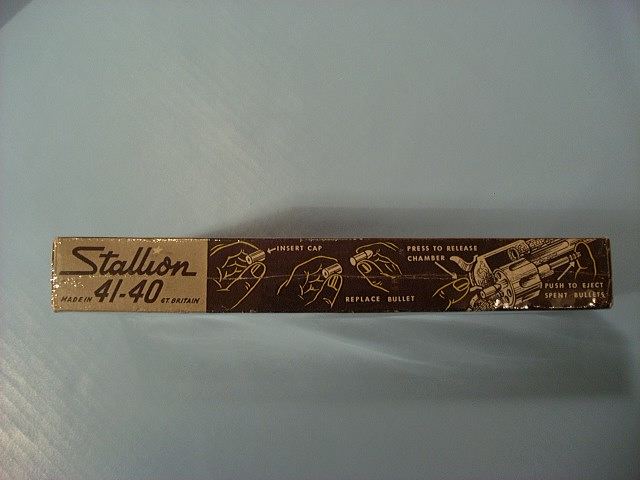 Stallion
41-40
MADE IN GT. BRITAIN
INSERT CAP
REPLACE BULLET
PRESS TO RELEASE
CHAMBER
PUSH TO EJECT
SPENT BULLETS